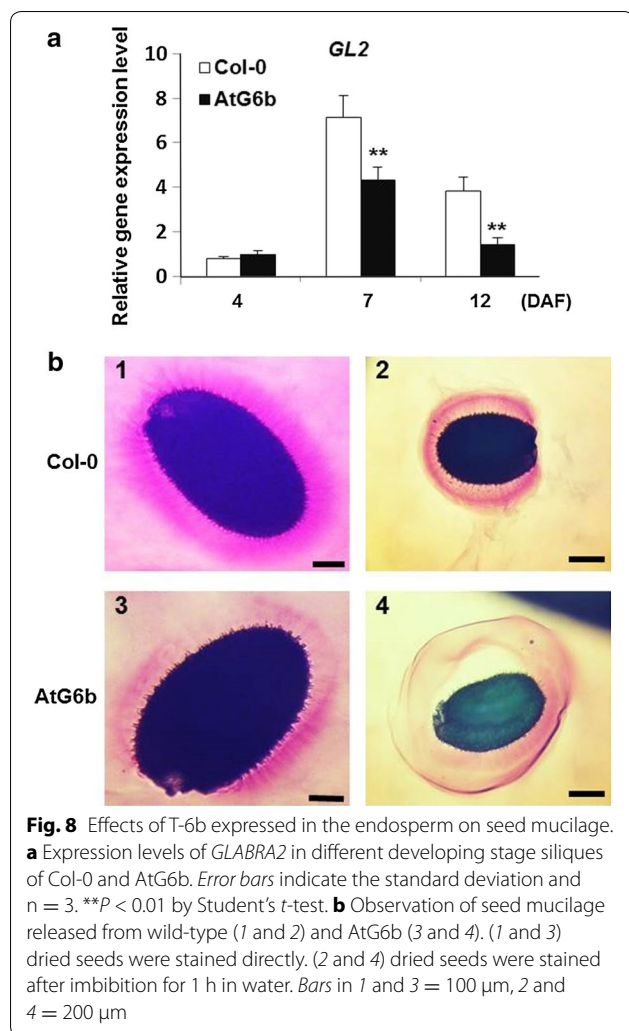 a
GL2
Col-0
AtG6b
Relative gene expression level
10
8
6
4
2
0
**
**
4 7 12 (DAF)
b
1
2
Col-0
3
4
AtG6b
Fig. 8 Effects of T-6b expressed in the endosperm on seed mucilage.
a Expression levels of GLABRA2 in different developing stage siliques
of Col-0 and AtG6b. Error bars indicate the standard deviation and
n = 3. **P < 0.01 by Student's t-test. b Observation of seed mucilage
released from wild-type (1 and 2) and AtG6b (3 and 4). (1 and 3)
dried seeds were stained directly. (2 and 4) dried seeds were stained
after imbibition for 1 h in water. Bars in 1 and 3 = 100 μm, 2 and
4 = 200 μm